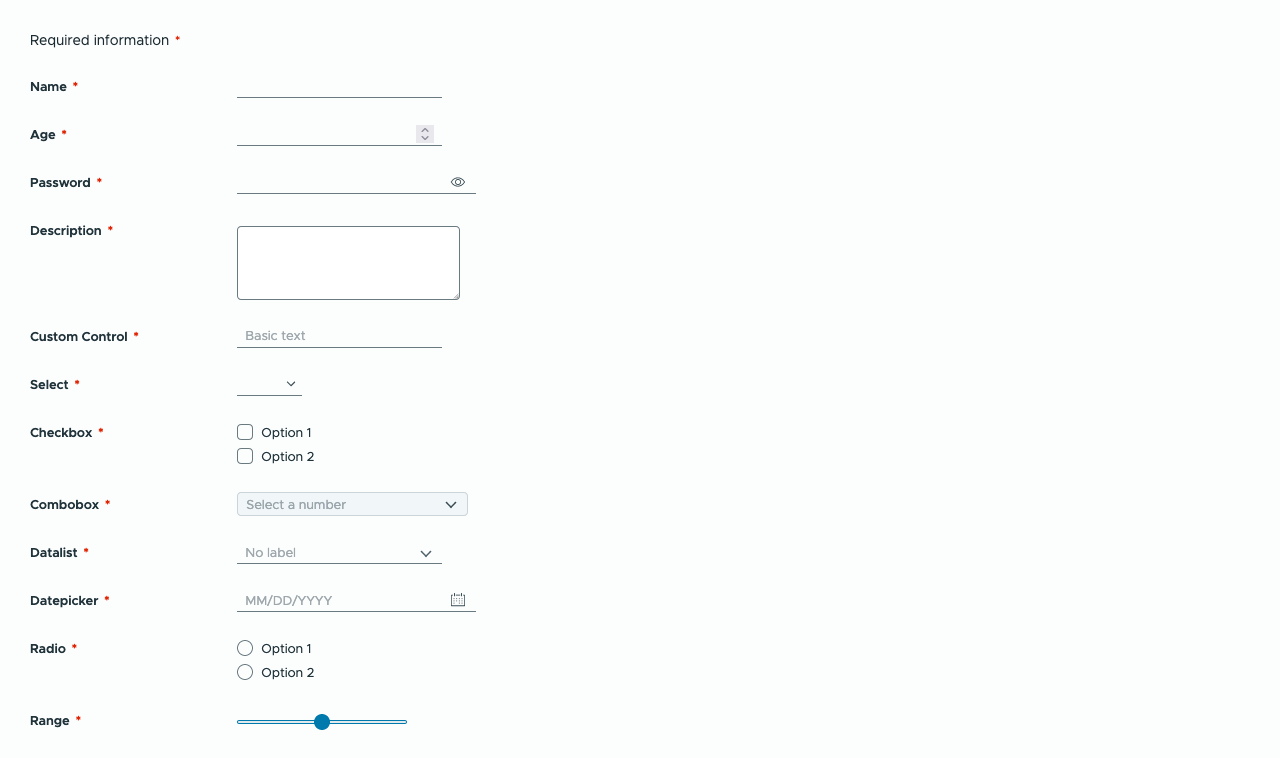 Required information *
Name *
Age *
Password *
Description *
Custom Control * Basic text
Select *
Checkbox * Option 1
Option 2
Combobox * Select a number
Datalist * No label
Datepicker * MM/DD/YYYY
Radio * Option 1
Option 2
Range *